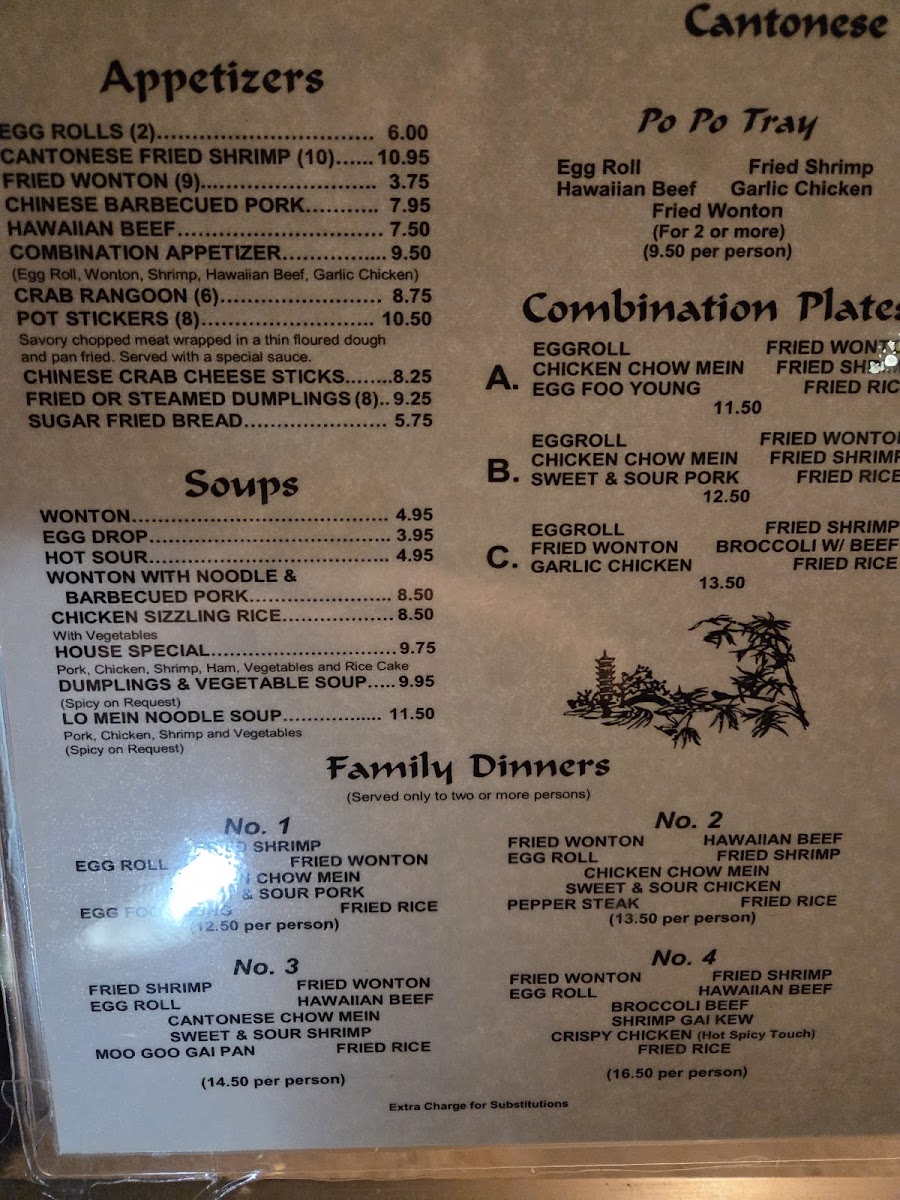 Cantonese
Appetizers
EGG ROLLS (2).............................. 6.00
CANTONESE FRIED SHRIMP (10)...... 10.95
FRIED WONTON (9)........................ 3.75
CHINESE BARBECUED PORK........... 7.95
HAWAIIAN BEEF............................ 7.50
COMBINATION APPETIZER............... 9.50
(Egg Roll, Wonton, Shrimp, Hawaiian Beef, Garlic Chicken)
CRAB RANGOON (6)...................... 8.75
POT STICKERS (8)........................ 10.50
Savory chopped meat wrapped in a thin floured dough
and pan fried. Served with a special sauce.
CHINESE CRAB CHEESE STICKS........8.25
FRIED OR STEAMED DUMPLINGS (8)..9.25
SUGAR FRIED BREAD.................... 5.75
Soups
WONTON.................................... 4.95
EGG DROP.................................. 3.95
HOT SOUR.................................. 4.95
WONTON WITH NOODLE &
BARBECUED PORK..................... 8.50
CHICKEN SIZZLING RICE................ 8.50
With Vegetables
HOUSE SPECIAL........................... 9.75
Pork, Chicken, Shrimp, Ham, Vegetables and Rice Cake
DUMPLINGS & VEGETABLE SOUP.....9.95
(Spicy on Request)
LO MEIN NOODLE SOUP............... 11.50
Pork, Chicken, Shrimp and Vegetables
(Spicy on Request)
Po Po Tray
Egg Roll Fried Shrimp
Hawaiian Beef Garlic Chicken
Fried Wonton
(For 2 or more)
(9.50 per person)
Combination Plates
A.
EGGROLL FRIED
CHICKEN CHOW MEIN FRIED
EGG FOO YOUNG FRIED RIC
11.50
B.
EGGROLL FRIED WONTO
CHICKEN CHOW MEIN FRIED SHRIMP
SWEET & SOUR PORK FRIED RICE
12.50
C.
EGGROLL FRIED SHRIMP
FRIED WONTON BROCCOLI W/ BEEF
GARLIC CHICKEN FRIED RICE
13.50
Family Dinners
(Served only to two or more persons)
No. 1
SHRIMP
EGG ROLL FRIED WONTON
CHOW MEIN
& SOUR PORK
EGG FRIED RICE
(12.50 per person)
No. 2
FRIED WONTON HAWAIIAN BEEF
EGG ROLL FRIED SHRIMP
CHICKEN CHOW MEIN
SWEET & SOUR CHICKEN
PEPPER STEAK FRIED RICE
(13.50 per person)
No. 3
FRIED SHRIMP FRIED WONTON
EGG ROLL HAWAIIAN BEEF
CANTONESE CHOW MEIN
SWEET & SOUR SHRIMP
MOO GOO GAI PAN FRIED RICE
(14.50 per person)
No. 4
FRIED WONTON FRIED SHRIMP
EGG ROLL HAWAIIAN BEEF
BROCCOLI BEEF
SHRIMP GAI KEW
CRISPY CHICKEN (Hot Spicy Touch)
FRIED RICE
(16.50 per person)
Extra Charge for Substitutions